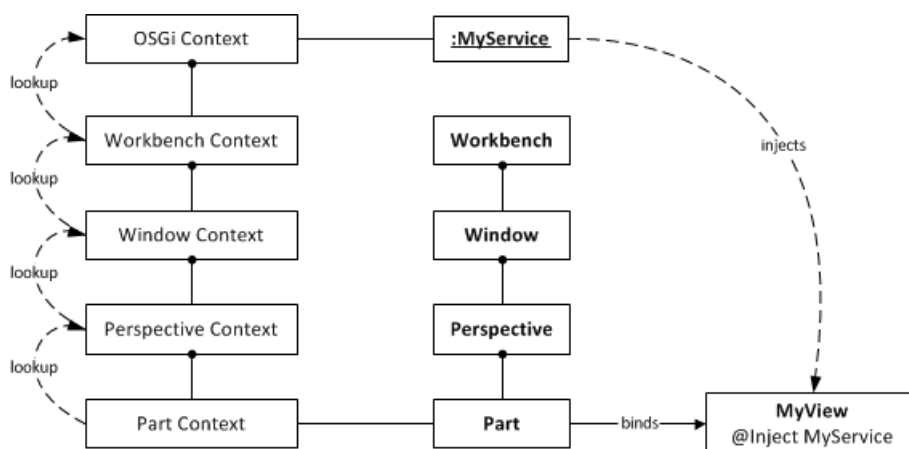 OSGi Context
:MyService
lookup
Workbench Context
Workbench
injects
lookup
Window Context
Window
lookup
Perspective Context
Perspective
lookup
Part Context
Part
binds
MyView
@Inject MyService